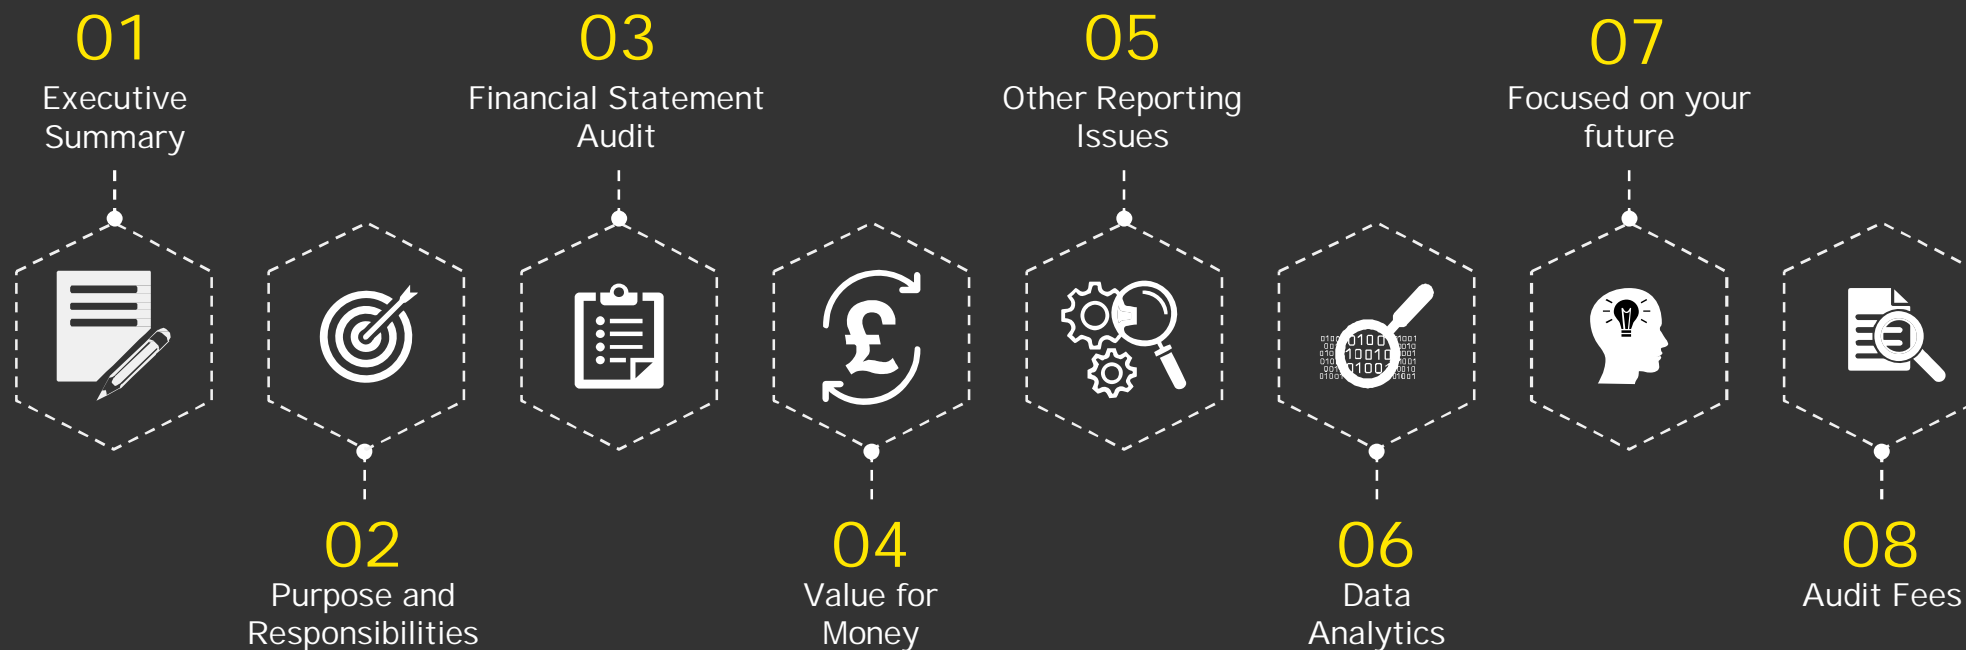 01
Executive
Summary
02
Purpose and
Responsibilities
03
Financial Statement
Audit
04
Value for
Money
£
05
Other Reporting
Issues
06
Data
Analytics
07
Focused on your
future
08
Audit Fees